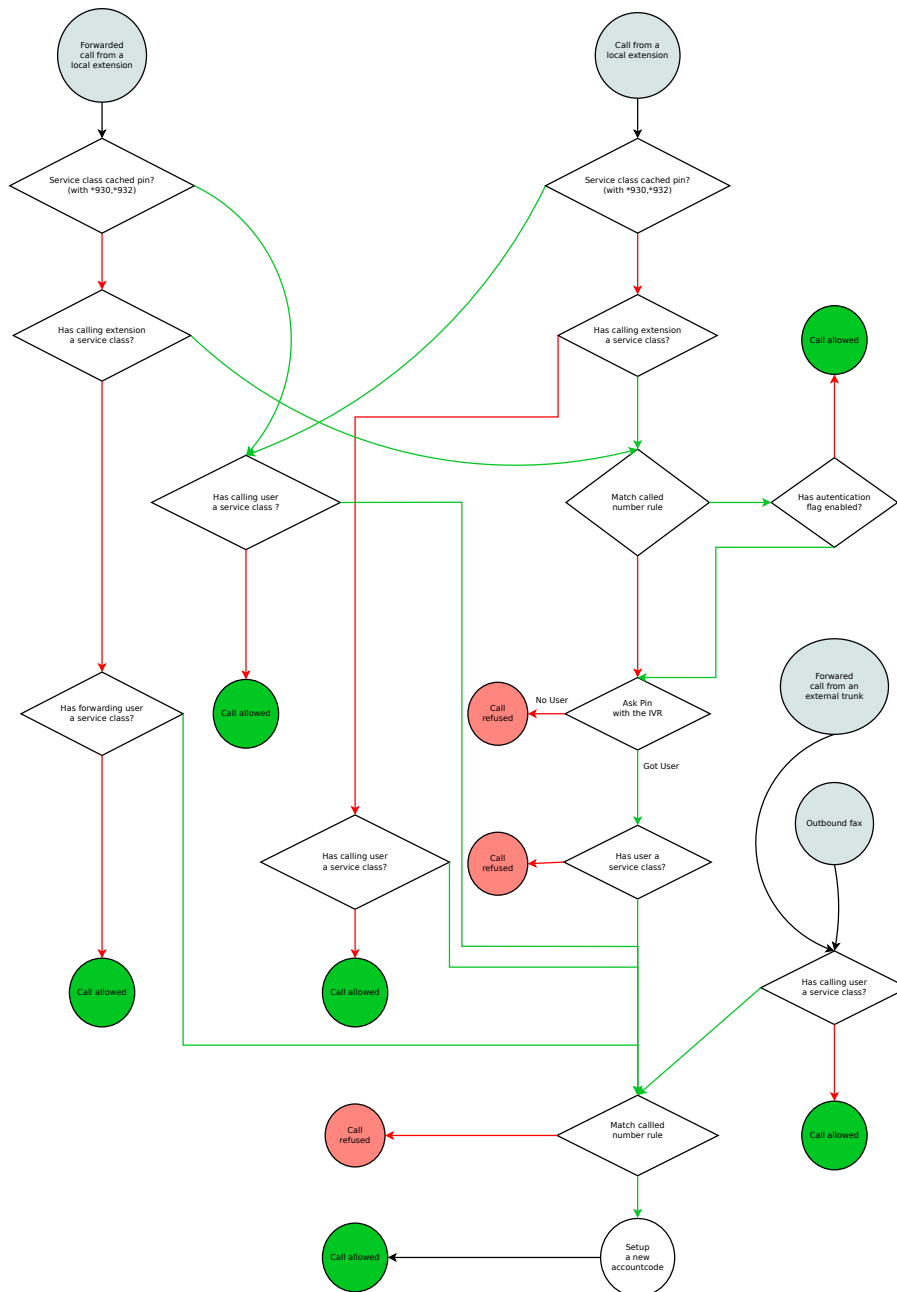 Forwarded
call from a
local extension
Call from a
local extension
Service class cached pin?
(with *930,*932)
Service class cached pin?
(with *930,*932)
Has calling extension
a service class?
Has calling extension
a service class?
Call allowed
Has calling user
a service class ?
Match called
number rule
Has autentication
flag enabled?
Forwared
call from an
external trunk
Has forwarding user
a service class?
Call allowed
Call
refused
No User
Ask Pin
with the IVR
Got User
Outbound fax
Has calling user
a service class?
Call
refused
Has user a
service class?
Call allowed
Call allowed
Has calling user
a service class?
Call
refused
Match callled
number rule
Call allowed
Call allowed
Setup
a new
accountcode